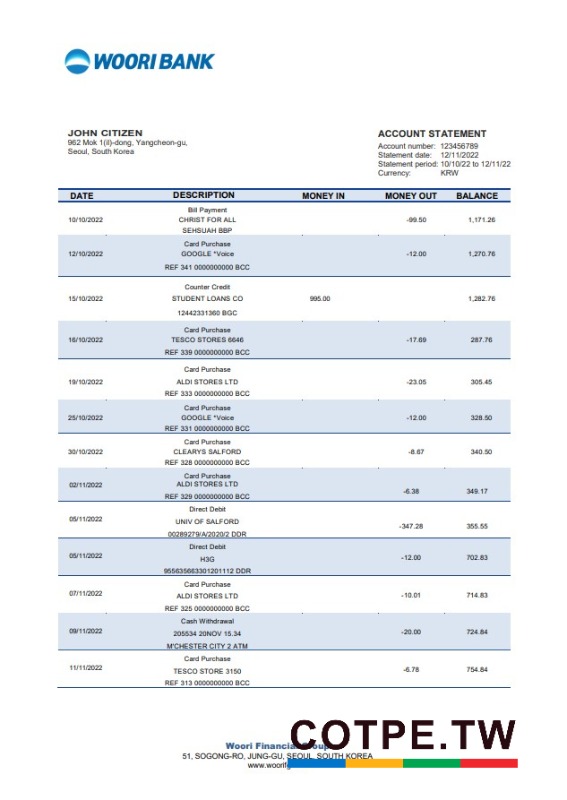 WOORI BANK
JOHN CITIZEN
962 Mok 1(il)-dong, Yangcheon-gu,
Seoul, South Korea
ACCOUNT STATEMENT
Account number: 123456789
Statement date: 12/11/2022
Statement period: 10/10/22 to 12/11/22
Currency: KRW
DATE DESCRIPTION MONEY IN MONEY OUT BALANCE
Bill Payment
10/10/2022 CHRIST FOR ALL -99.50 1,171.26
SEHSUAH BBP
Card Purchase
12/10/2022 GOOGLE *Voice -12.00 1,270.76
REF 341 0000000000 BCC
Counter Credit
15/10/2022 STUDENT LOANS CO 995.00 1,282.76
12442331360 BGC
Card Purchase
16/10/2022 TESCO STORES 6646 -17.69 287.76
REF 339 0000000000 BCC
Card Purchase
19/10/2022 ALDI STORES LTD -23.05 305.45
REF 333 0000000000 BCC
Card Purchase
25/10/2022 GOOGLE *Voice -12.00 328.50
REF 331 0000000000 BCC
Card Purchase
30/10/2022 CLEARYS SALFORD -8.67 340.50
REF 328 0000000000 BCC
Card Purchase
02/11/2022 ALDI STORES LTD -6.38 349.17
REF 329 0000000000 BCC
Direct Debit
05/11/2022 UNIV OF SALFORD -347.28 355.55
00289279/A/2020/2 DDR
Direct Debit
05/11/2022 H3G -12.00 702.83
955635663301201112 DDR
Card Purchase
07/11/2022 ALDI STORES LTD -10.01 714.83
REF 325 0000000000 BCC
Cash Withdrawal
09/11/2022 205534 20NOV 15.34 -20.00 724.84
M'CHESTER CITY 2 ATM
Card Purchase
11/11/2022 TESCO STORE 3150 -6.78 754.84
REF 313 0000000000 BCC
COTPE.TW
Woori Financial Group
51, SOGONG-RO, JUNG-GU, SEOUL, SOUTH KOREA